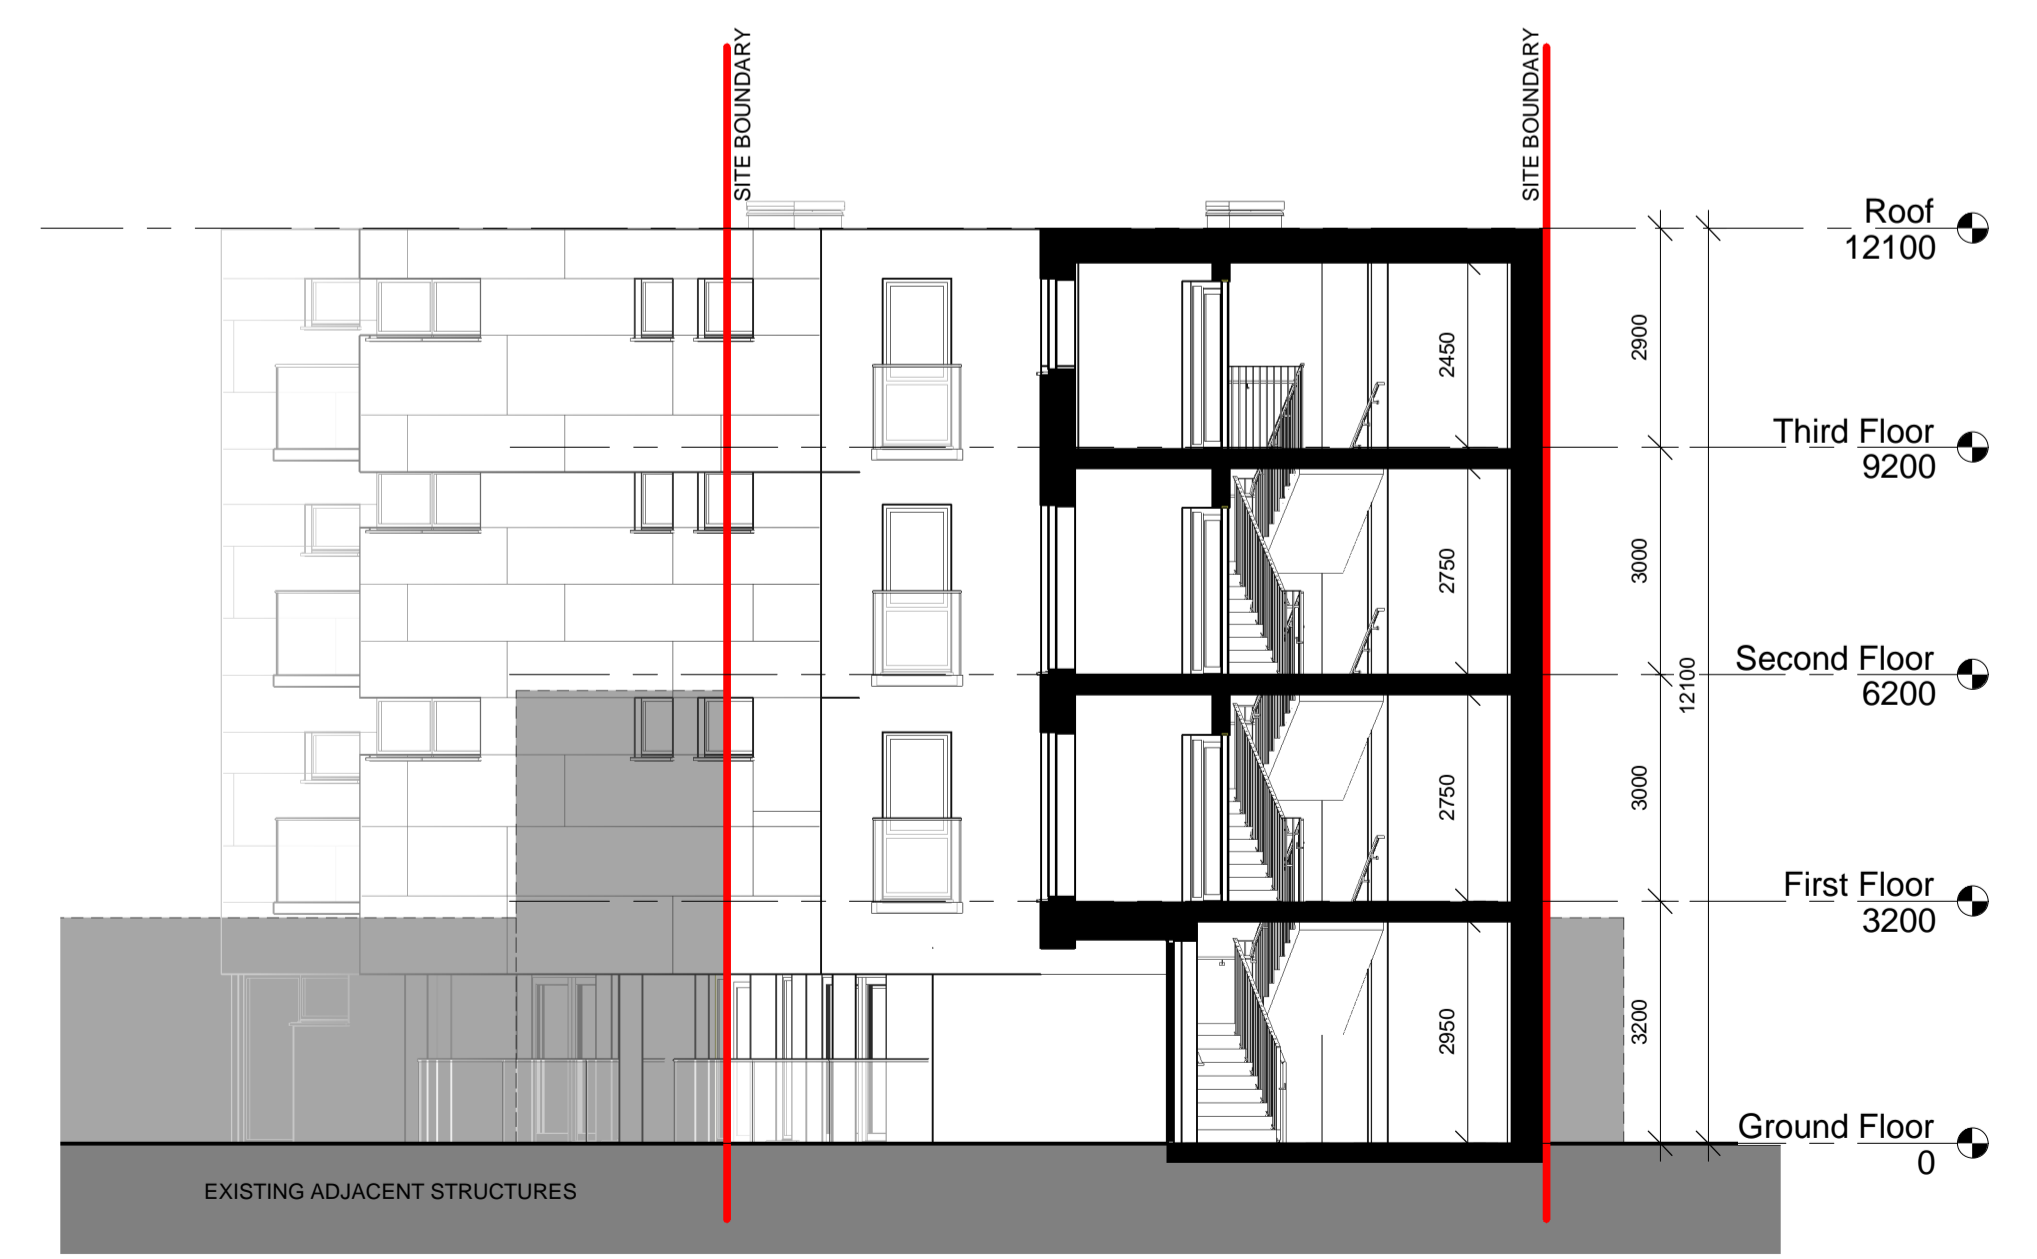 SITE BOUNDARY
SITE BOUNDARY
Roof
12100
2900
2450
Third Floor
9200
3000
2750
Second Floor
6200
12100
3000
2750
First Floor
3200
3200
2950
Ground Floor
0
EXISTING ADJACENT STRUCTURES